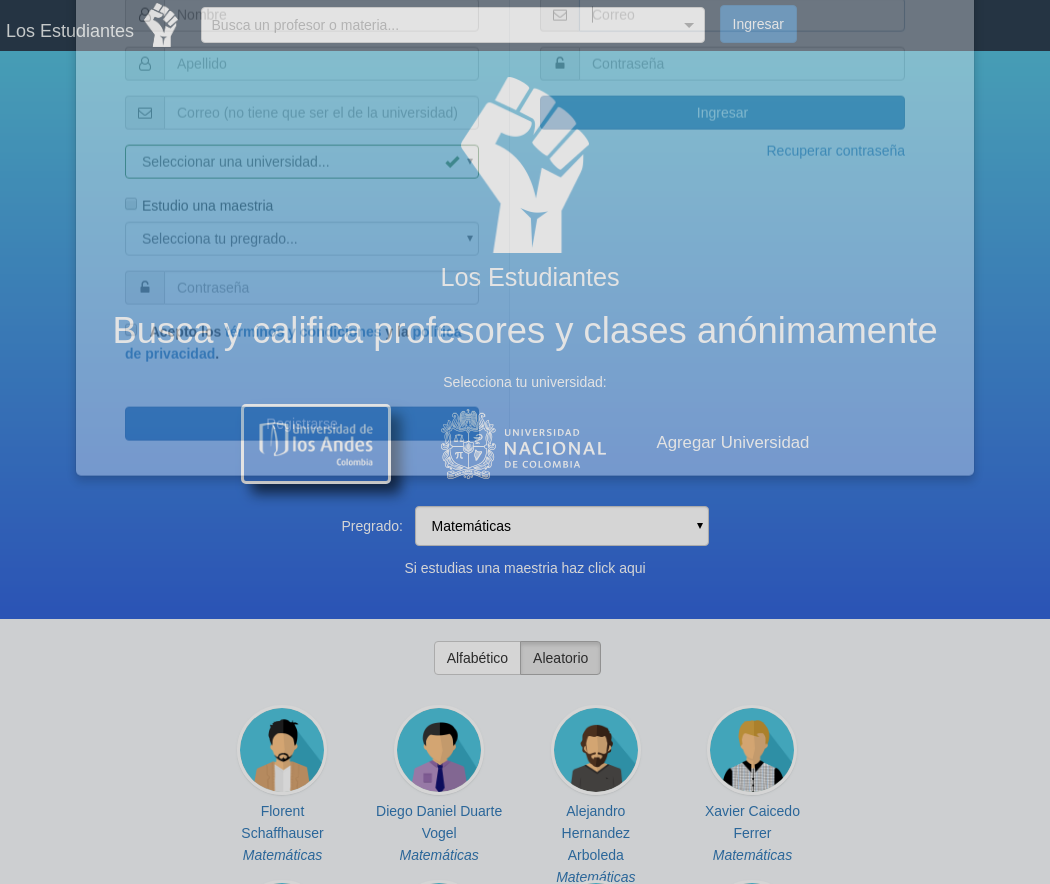 Los Estudiantes
Nombre
Busca un profesor o materia...
Correo
Ingresar
Apellido
Contraseña
Correo (no tiene que ser el de la universidad)
Ingresar
Seleccionar una universidad...
Recuperar contraseña
Estudio una maestria
Selecciona tu pregrado...
Los Estudiantes
Contraseña
Busca y califica profesores y clases anónimamente
Acepto los términos y condiciones y la política
de privacidad.
Selecciona tu universidad:
Registrarse
Universidad de
los Andes
Colombia
UNIVERSIDAD
NACIONAL
DE COLOMBIA
Agregar Universidad
Pregrado:
Matemáticas
Si estudias una maestria haz click aqui
Alfabético
Aleatorio
Florent
Schaffhauser
Matemáticas
Diego Daniel Duarte
Vogel
Matemáticas
Alejandro
Hernandez
Arboleda
Matemáticas
Xavier Caicedo
Ferrer
Matemáticas